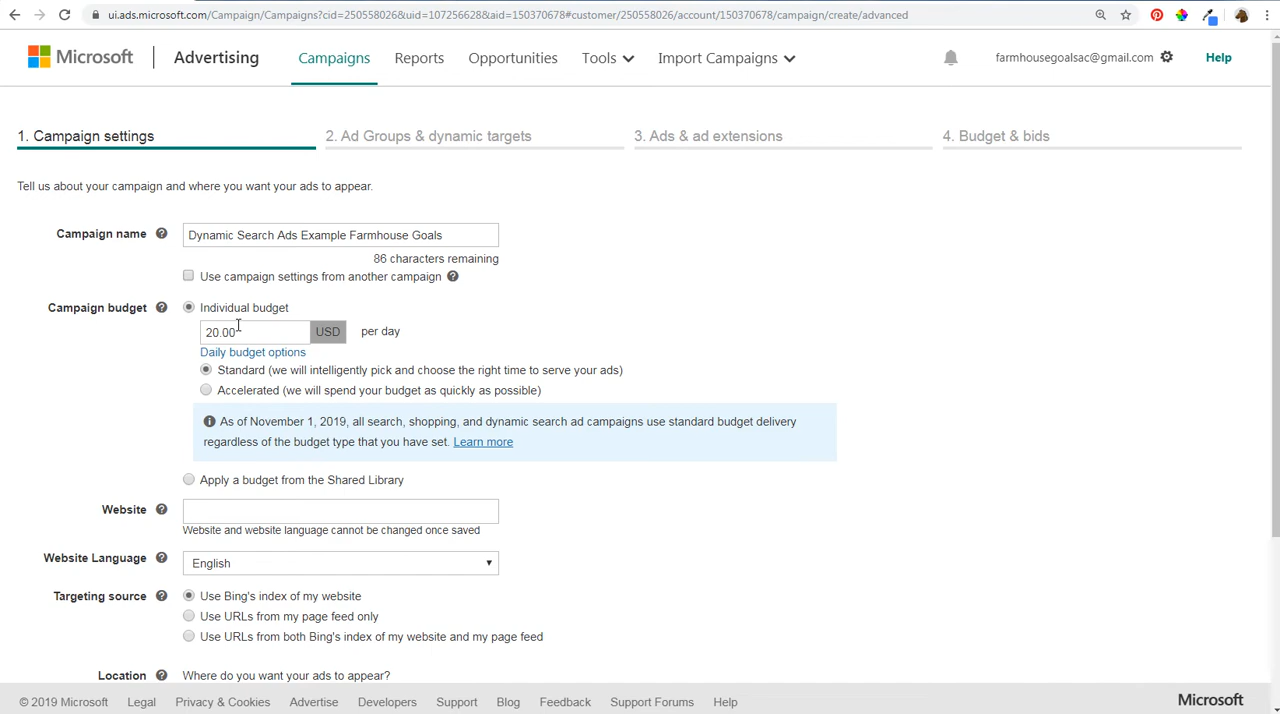 ui.ads.microsoft.com/Campaign/Campaigns?cid=250558026&uid=10725662&aid=150370678#customer/250558026/account/150370678/campaign/create/advanced
Microsoft Advertising Campaigns Reports Opportunities Tools Import Campaigns farmhousegoalsac@gmail.com Help
1. Campaign settings 2. Ad Groups & dynamic targets 3. Ads & ad extensions 4. Budget & bids
Tell us about your campaign and where you want your ads to appear.
Campaign name ? Dynamic Search Ads Example Farmhouse Goals
86 characters remaining
Use campaign settings from another campaign ?
Campaign budget ? Individual budget
20.00 USD per day
Daily budget options
Standard (we will intelligently pick and choose the right time to serve your ads)
Accelerated (we will spend your budget as quickly as possible)
As of November 1, 2019, all search, shopping, and dynamic search ad campaigns use standard budget delivery
regardless of the budget type that you have set. Learn more
Apply a budget from the Shared Library
Website ?
Website and website language cannot be changed once saved
Website Language ? English
Targeting source ? Use Bing's index of my website
Use URLs from my page feed only
Use URLs from both Bing's index of my website and my page feed
Location ? Where do you want your ads to appear?
© 2019 Microsoft Legal Privacy & Cookies Advertise Developers Support Blog Feedback Support Forums Help Microsoft